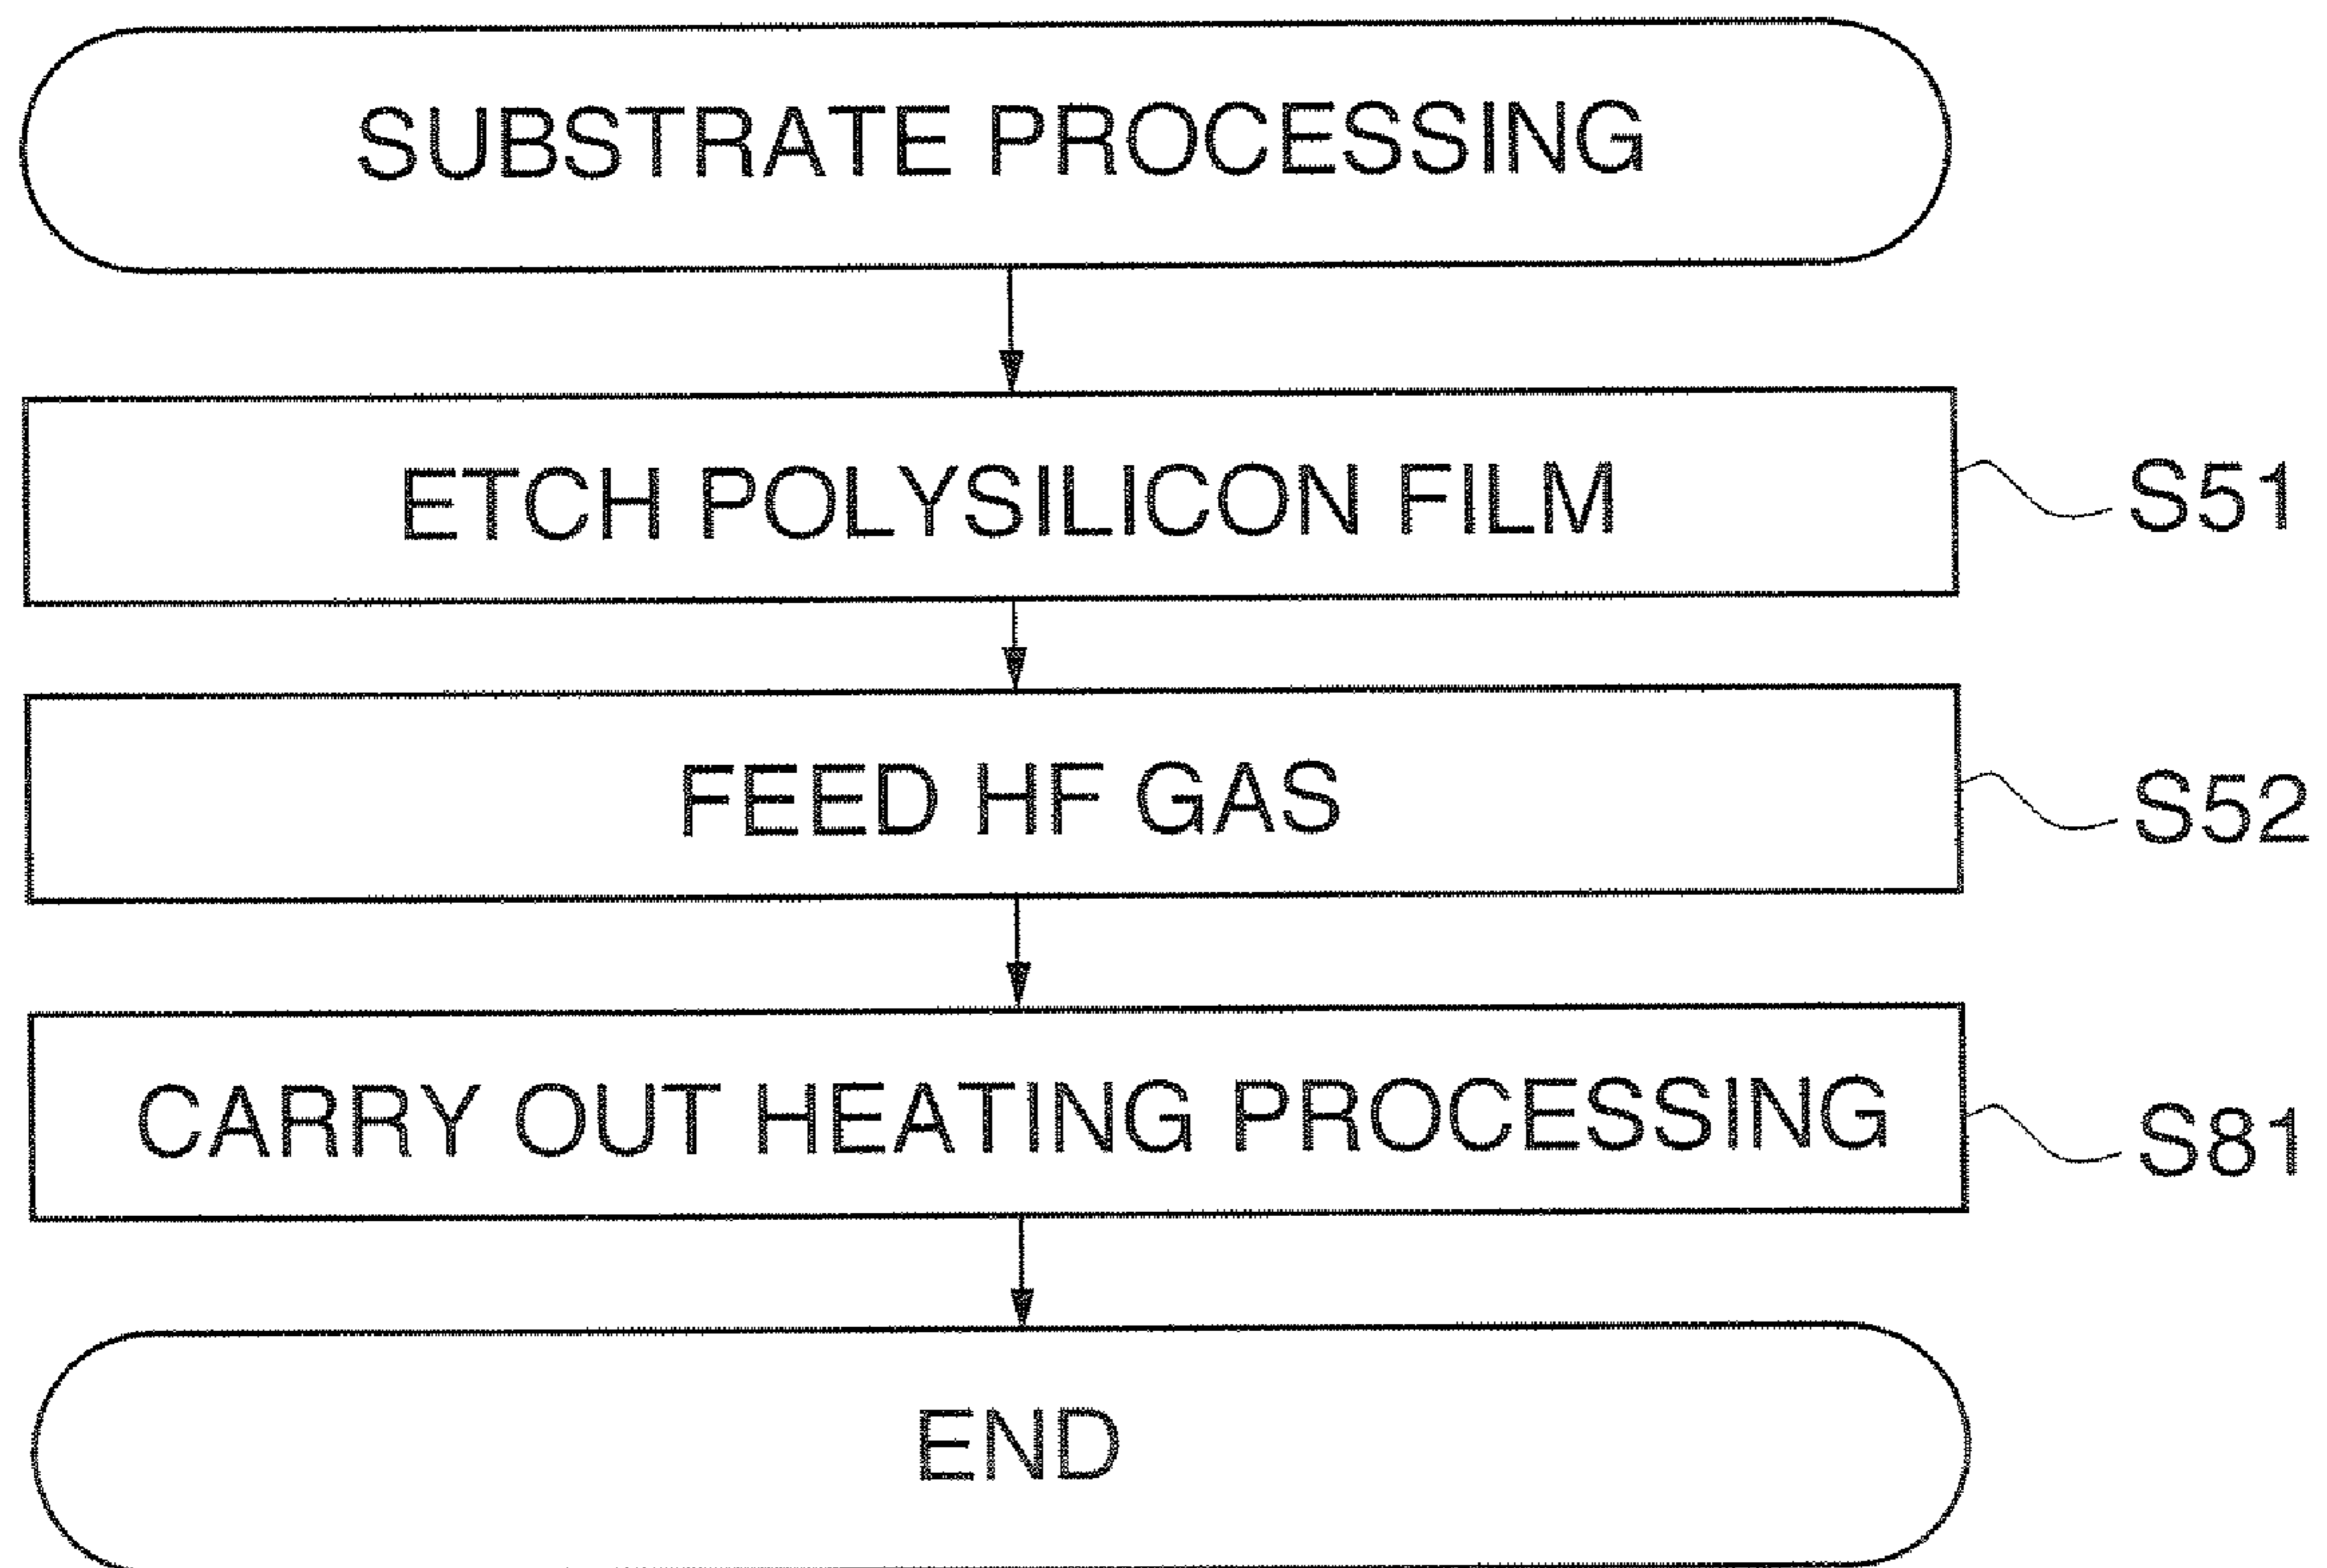 SUBSTRATE PROCESSING
ETCH POLYSILICON FILM
S51
FEED HF GAS
S52
CARRY OUT HEATING PROCESSING
S81
END